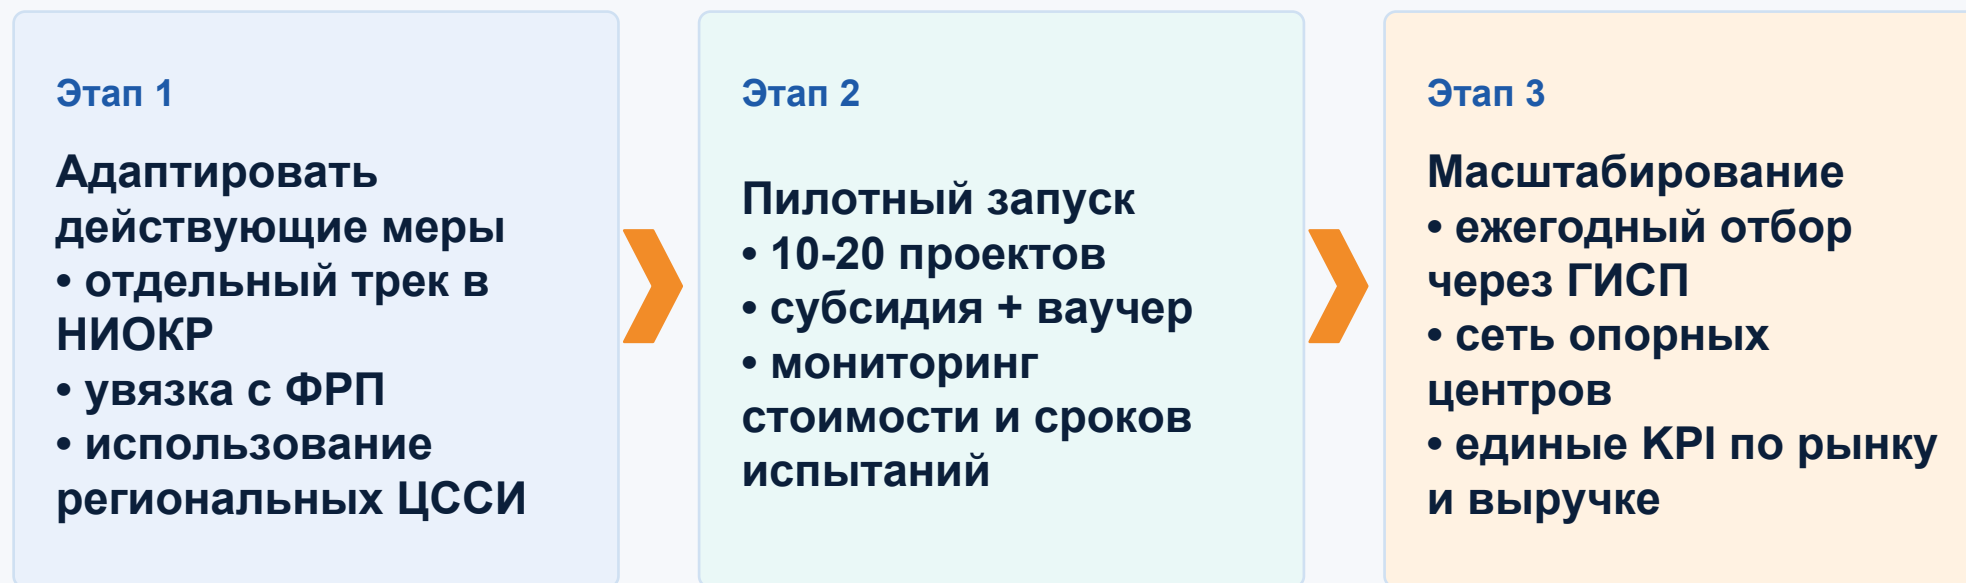 Этап 1
Адаптировать
действующие меры
• отдельный трек в
НИОКР
• увязка с ФРП
• использование
региональных ЦССИ
Этап 2
Пилотный запуск
• 10-20 проектов
• субсидия + ваучер
• мониторинг
стоимости и сроков
испытаний
Этап 3
Масштабирование
• ежегодный отбор
через ГИСП
• сеть опорных
центров
• единые KPI по рынку
и выручке